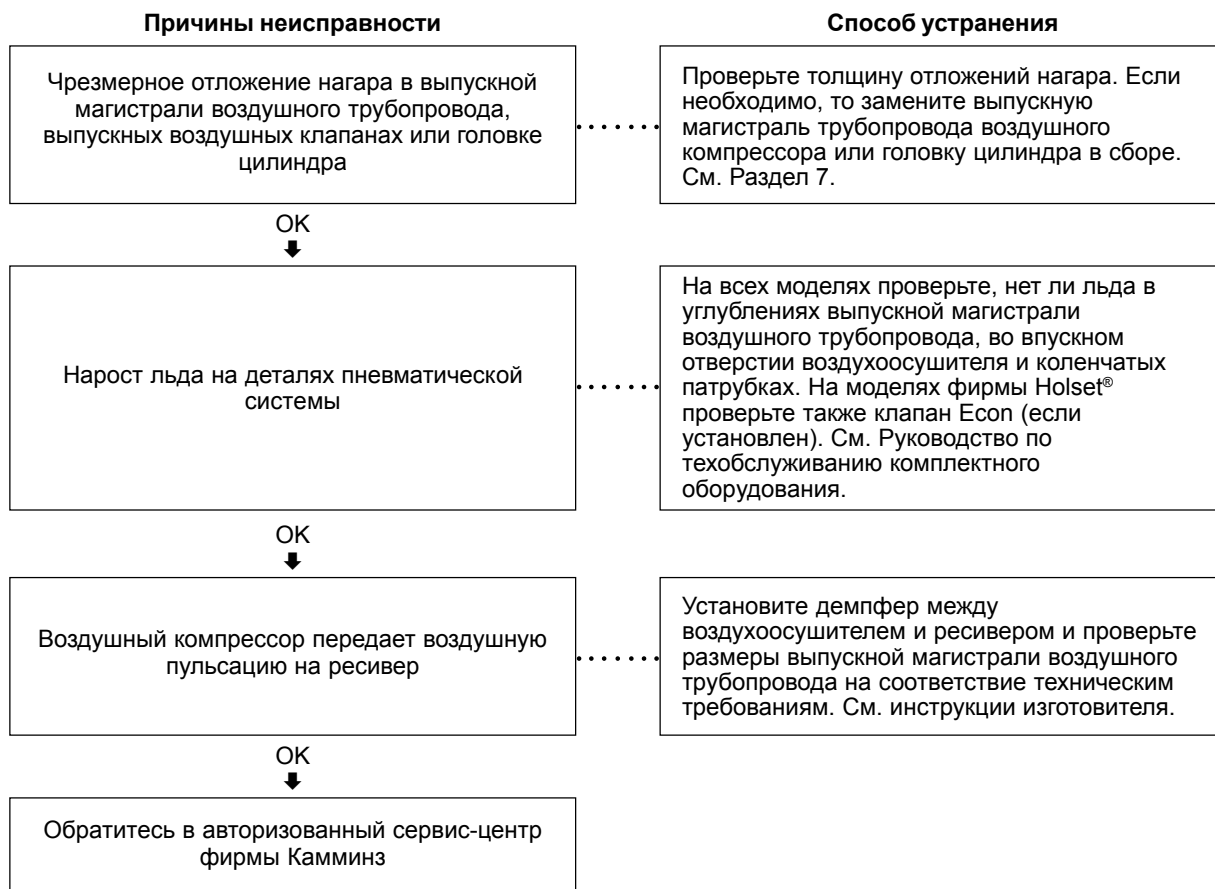 Причины неисправности
Способ устранения
Чрезмерное отложение нагара в выпускной
магистрали воздушного трубопровода,
выпускных воздушных клапанах или головке
цилиндра
Проверьте толщину отложений нагара. Если
необходимо, то замените выпускную
магистраль трубопровода воздушного
компрессора или головку цилиндра в сборе.
См. Раздел 7.
OK
Нарост льда на деталях пневматической
системы
На всех моделях проверьте, нет ли льда в
углублениях выпускной магистрали
воздушного трубопровода, во впускном
отверстии воздухоосушителя и коленчатых
патрубках. На моделях фирмы Holset®
проверьте также клапан Econ (если
установлен). См. Руководство по
техобслуживанию комплектного
оборудования.
OK
Воздушный компрессор передает воздушную
пульсацию на ресивер
Установите демпфер между
воздухоосушителем и ресивером и проверьте
размеры выпускной магистрали воздушного
трубопровода на соответствие техническим
требованиям. См. инструкции изготовителя.
OK
Обратитесь в авторизованный сервис-центр
фирмы Камминз